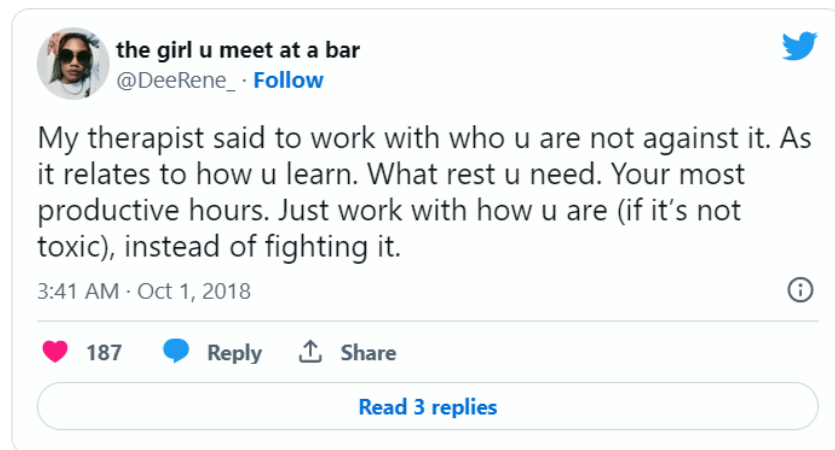 the girl u meet at a bar
@DeeRene_ · Follow
My therapist said to work with who u are not against it. As
it relates to how u learn. What rest u need. Your most
productive hours. Just work with how u are (if it's not
toxic), instead of fighting it.
3:41 AM · Oct 1, 2018
187 Reply Share
Read 3 replies